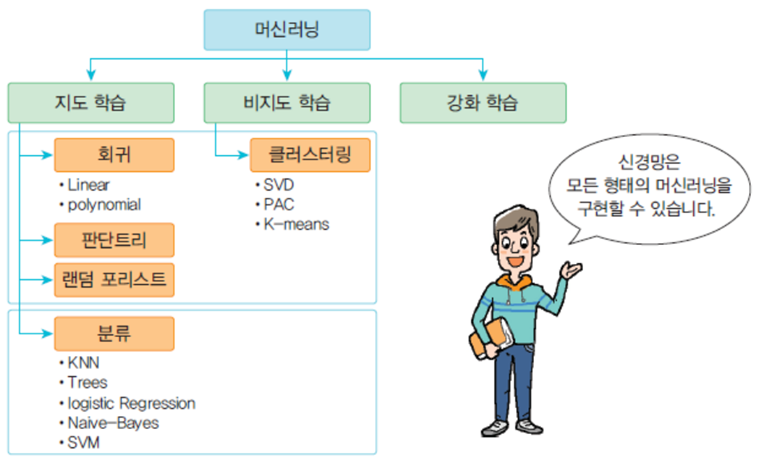 머신러닝
지도 학습
비지도 학습
강화 학습
회귀
• Linear
• polynomial
판단트리
랜덤 포리스트
분류
• KNN
• Trees
• logistic Regression
• Naive-Bayes
• SVM
클러스터링
• SVD
• PAC
• K-means
신경망은
모든 형태의 머신러닝을
구현할 수 있습니다.